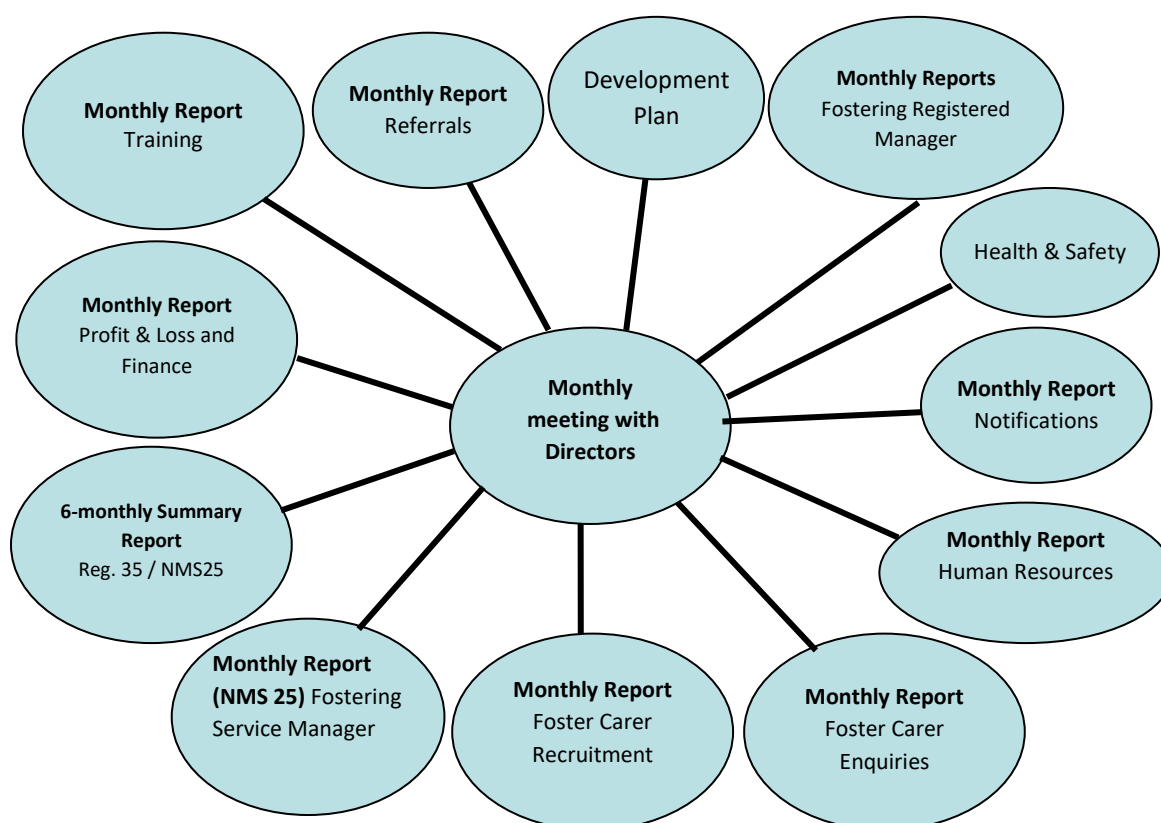 Monthly Report
Training
Monthly Report
Referrals
Development
Plan
Monthly Reports
Fostering Registered
Manager
Health & Safety
Monthly Report
Profit & Loss and
Finance
Monthly
meeting with
Directors
Monthly Report
Notifications
6-monthly Summary
Report
Reg. 35 / NMS25
Monthly Report
Human Resources
Monthly Report
(NMS 25) Fostering
Service Manager
Monthly Report
Foster Carer
Recruitment
Monthly Report
Foster Carer
Enquiries